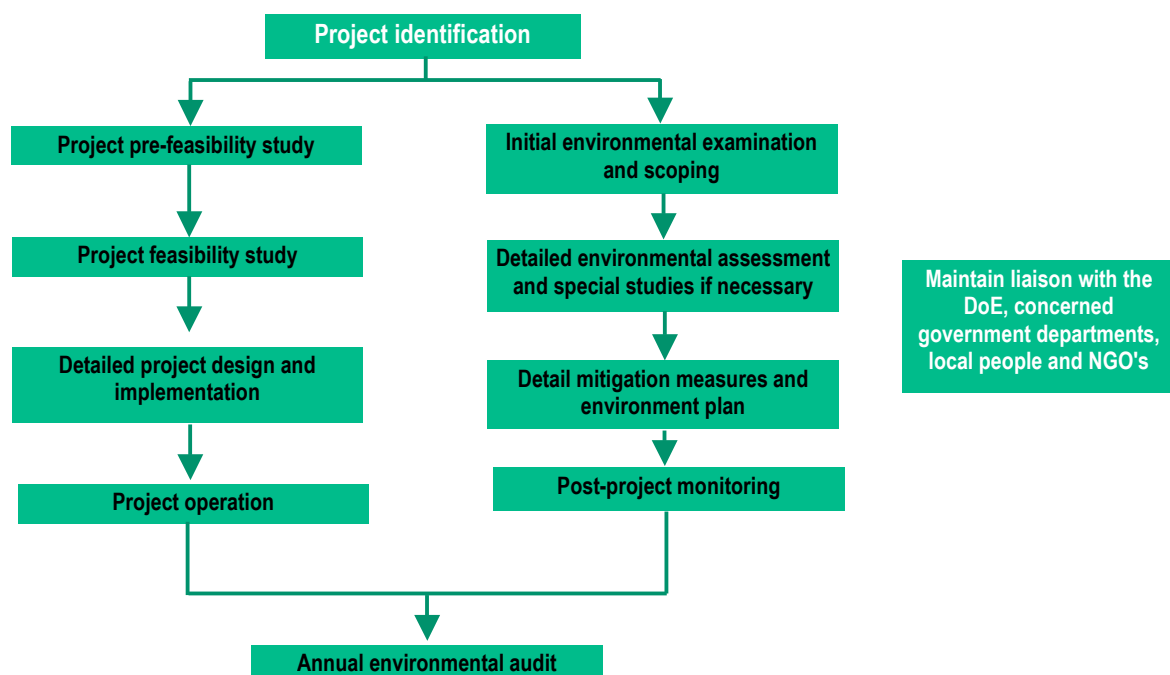 Project identification
Project pre-feasibility study
Initial environmental examination
and scoping
Project feasibility study
Detailed environmental assessment
and special studies if necessary
Maintain liaison with the
DoE, concerned
government departments,
local people and NGO's
Detailed project design and
implementation
Detail mitigation measures and
environment plan
Project operation
Post-project monitoring
Annual environmental audit